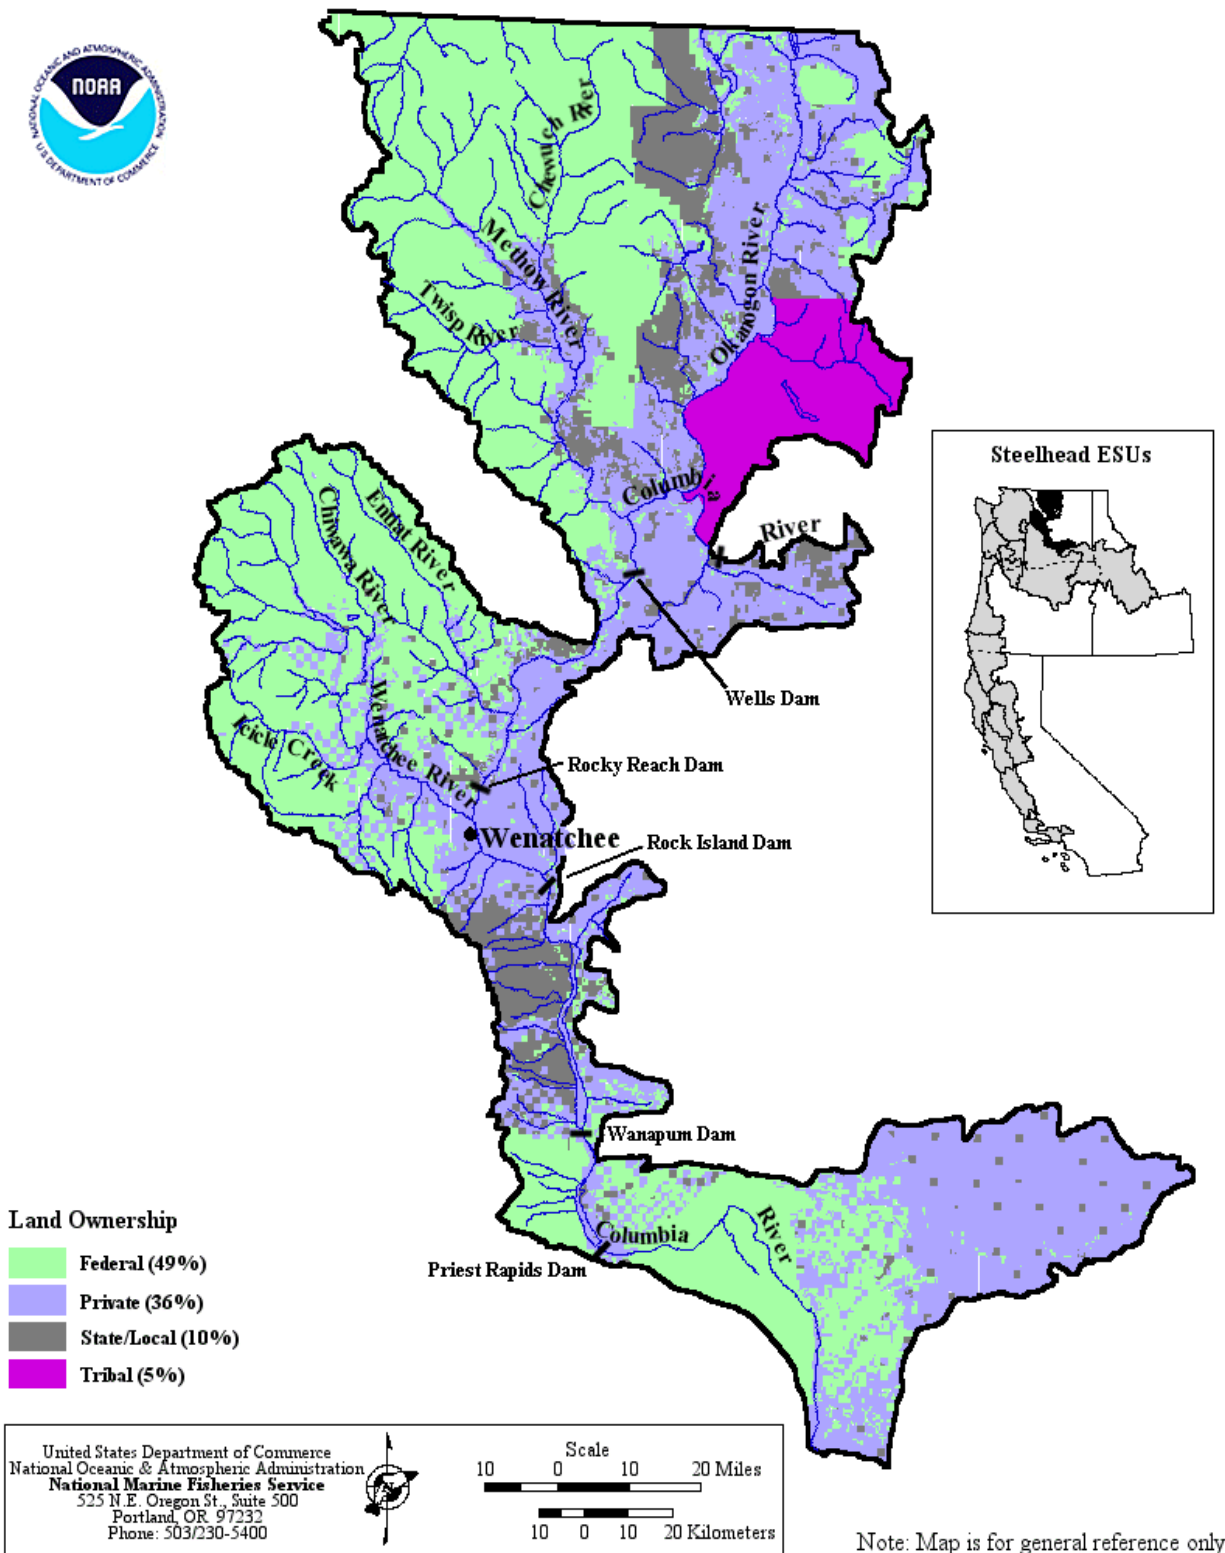 NOAA
NATIONAL OCEANIC AND ATMOSPHERIC ADMINISTRATION
U.S. DEPARTMENT OF COMMERCE
Chewuch River
Methow River
Twisp River
Okanogon River
Columbia
River
Entiat River
Chiwawa River
Wenatchee River
Icicle Creek
Wells Dam
Rocky Reach Dam
Wenatchee
Rock Island Dam
Wanapum Dam
Columbia
River
Priest Rapids Dam
Steelhead ESUs
Land Ownership
Federal (49%)
Private (36%)
State/Local (10%)
Tribal (5%)
United States Department of Commerce
National Oceanic & Atmospheric Administration
National Marine Fisheries Service
525 N.E. Oregon St., Suite 500
Portland, OR 97232
Phone: 503/230-5400
N
Scale
10 0 10 20 Miles
10 0 10 20 Kilometers
Note: Map is for general reference only